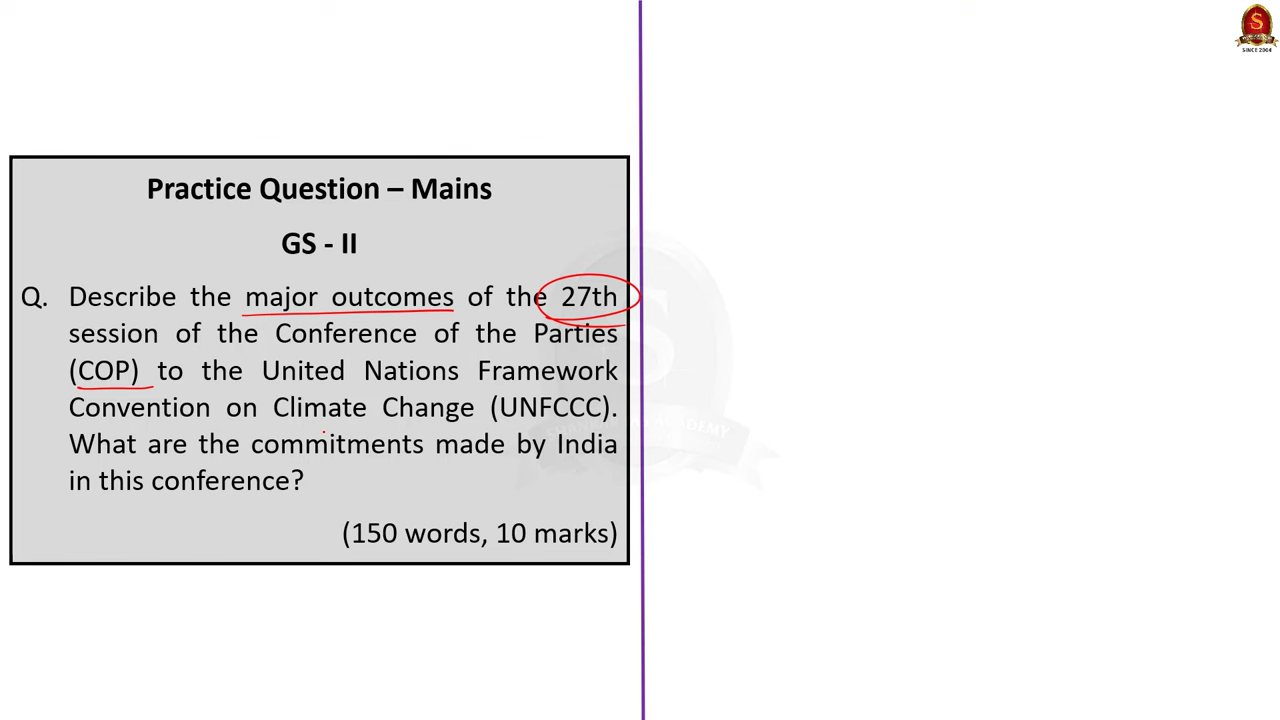 S
SINCE 2004
Practice Question – Mains
GS - II
Q. Describe the major outcomes of the 27th
session of the Conference of the Parties
(COP) to the United Nations Framework
Convention on Climate Change (UNFCCC).
What are the commitments made by India
in this conference?
(150 words, 10 marks)